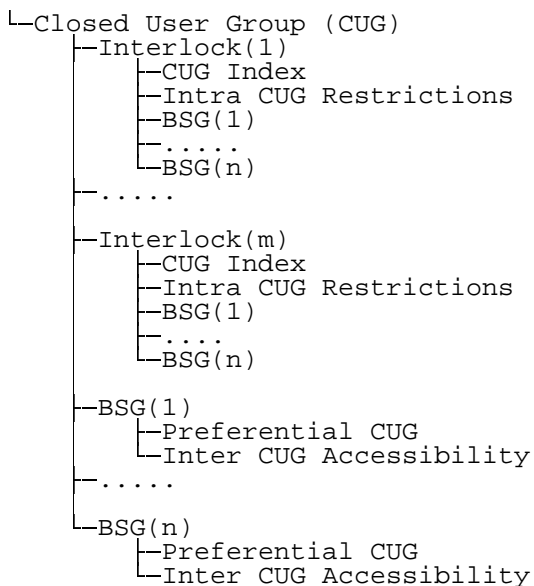 Closed User Group (CUG)
Interlock(1)
CUG Index
Intra CUG Restrictions
BSG(1)
.....
BSG(n)
.....
Interlock(m)
CUG Index
Intra CUG Restrictions
BSG(1)
....
BSG(n)
BSG(1)
Preferential CUG
Inter CUG Accessibility
.....
BSG(n)
Preferential CUG
Inter CUG Accessibility